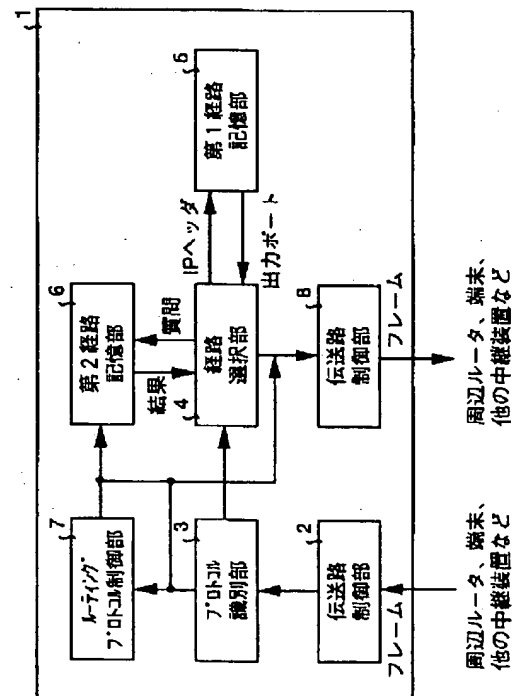 1
7
ルーティング
プロトコル制御部
6
第2経路
記憶部
結果
質問
3
プロトコル
識別部
4
経路
選択部
IPヘッダ
出力ポート
5
第1経路
記憶部
2
伝送路
制御部
8
伝送路
制御部
フレーム
フレーム
周辺ルータ、端末、
他の中継装置など
周辺ルータ、端末、
他の中継装置など